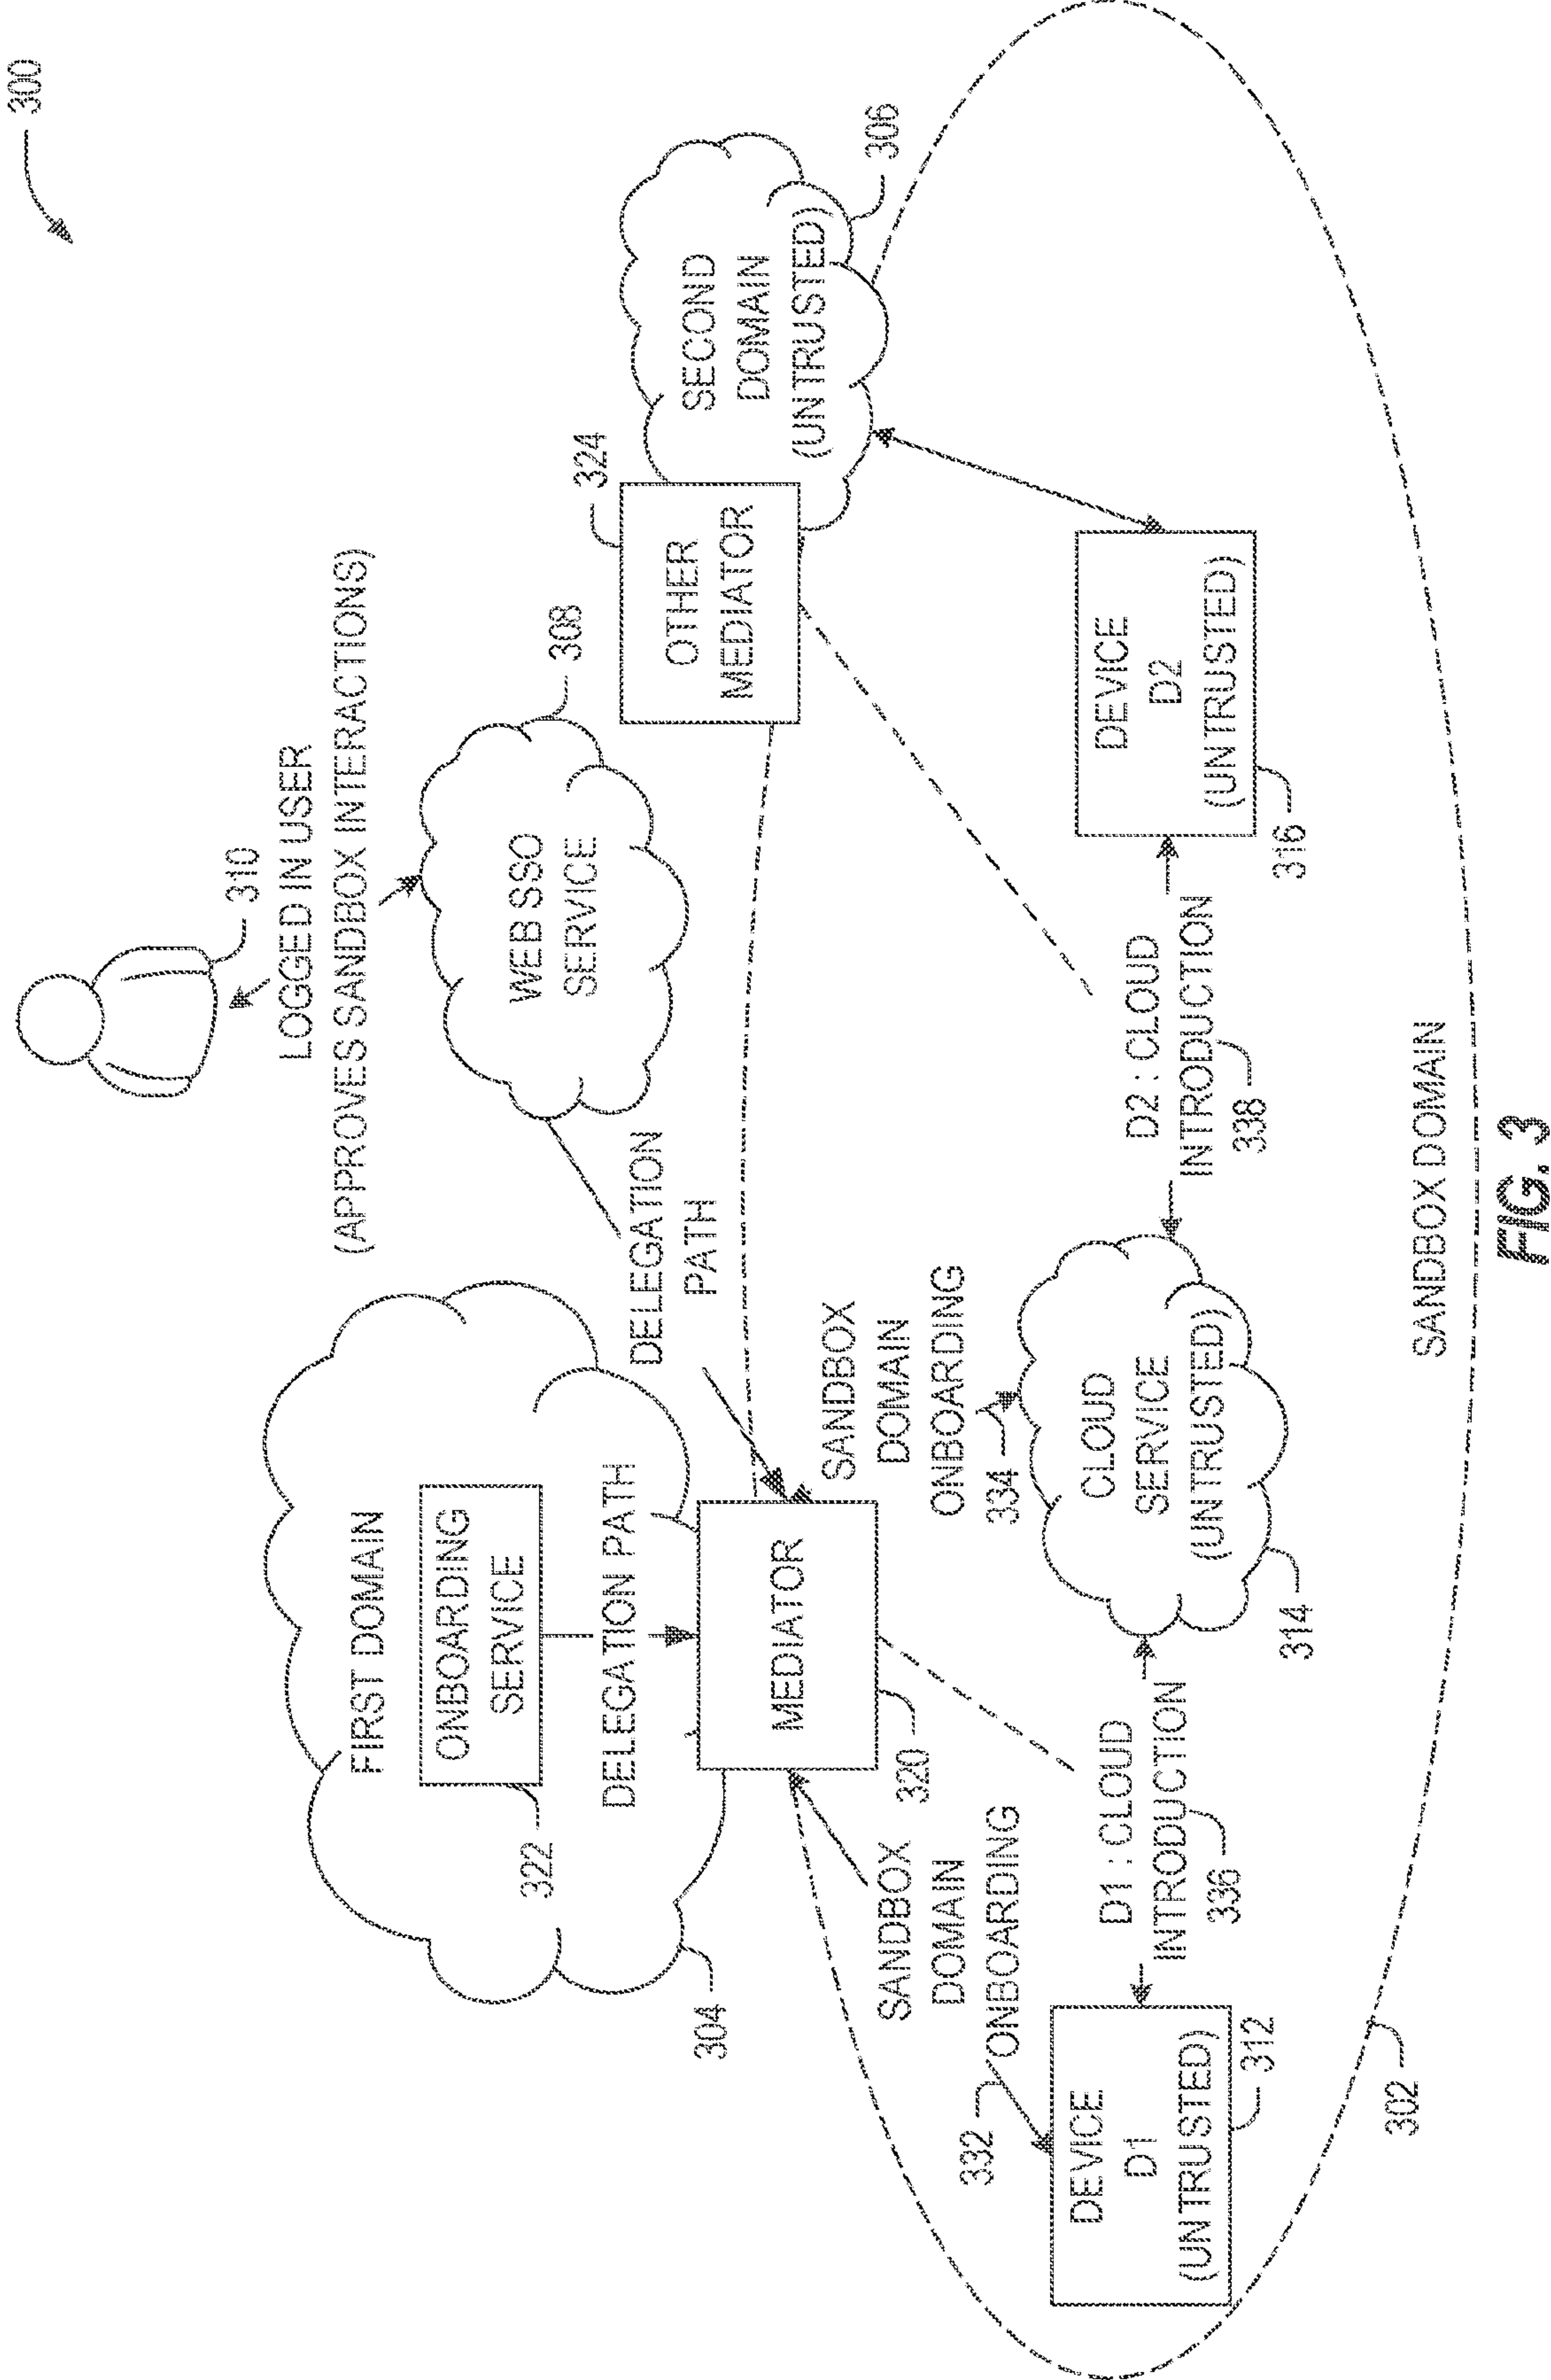 300
310
LOGGED IN USER
(APPROVES SANDBOX INTERACTIONS)
FIRST DOMAIN
ONBOARDING
SERVICE
322
DELEGATION PATH
304
MEDIATOR
320
WEB SSO
SERVICE
308
DELEGATION
PATH
324
OTHER
MEDIATOR
SECOND
DOMAIN
(UNTRUSTED)
306
SANDBOX
DOMAIN
ONBOARDING
332
SANDBOX
DOMAIN
ONBOARDING
334
DEVICE
D1
(UNTRUSTED)
312
D1 : CLOUD
INTRODUCTION
336
CLOUD
SERVICE
(UNTRUSTED)
314
D2 : CLOUD
INTRODUCTION
338
DEVICE
D2
(UNTRUSTED)
316
302
SANDBOX DOMAIN
FIG. 3